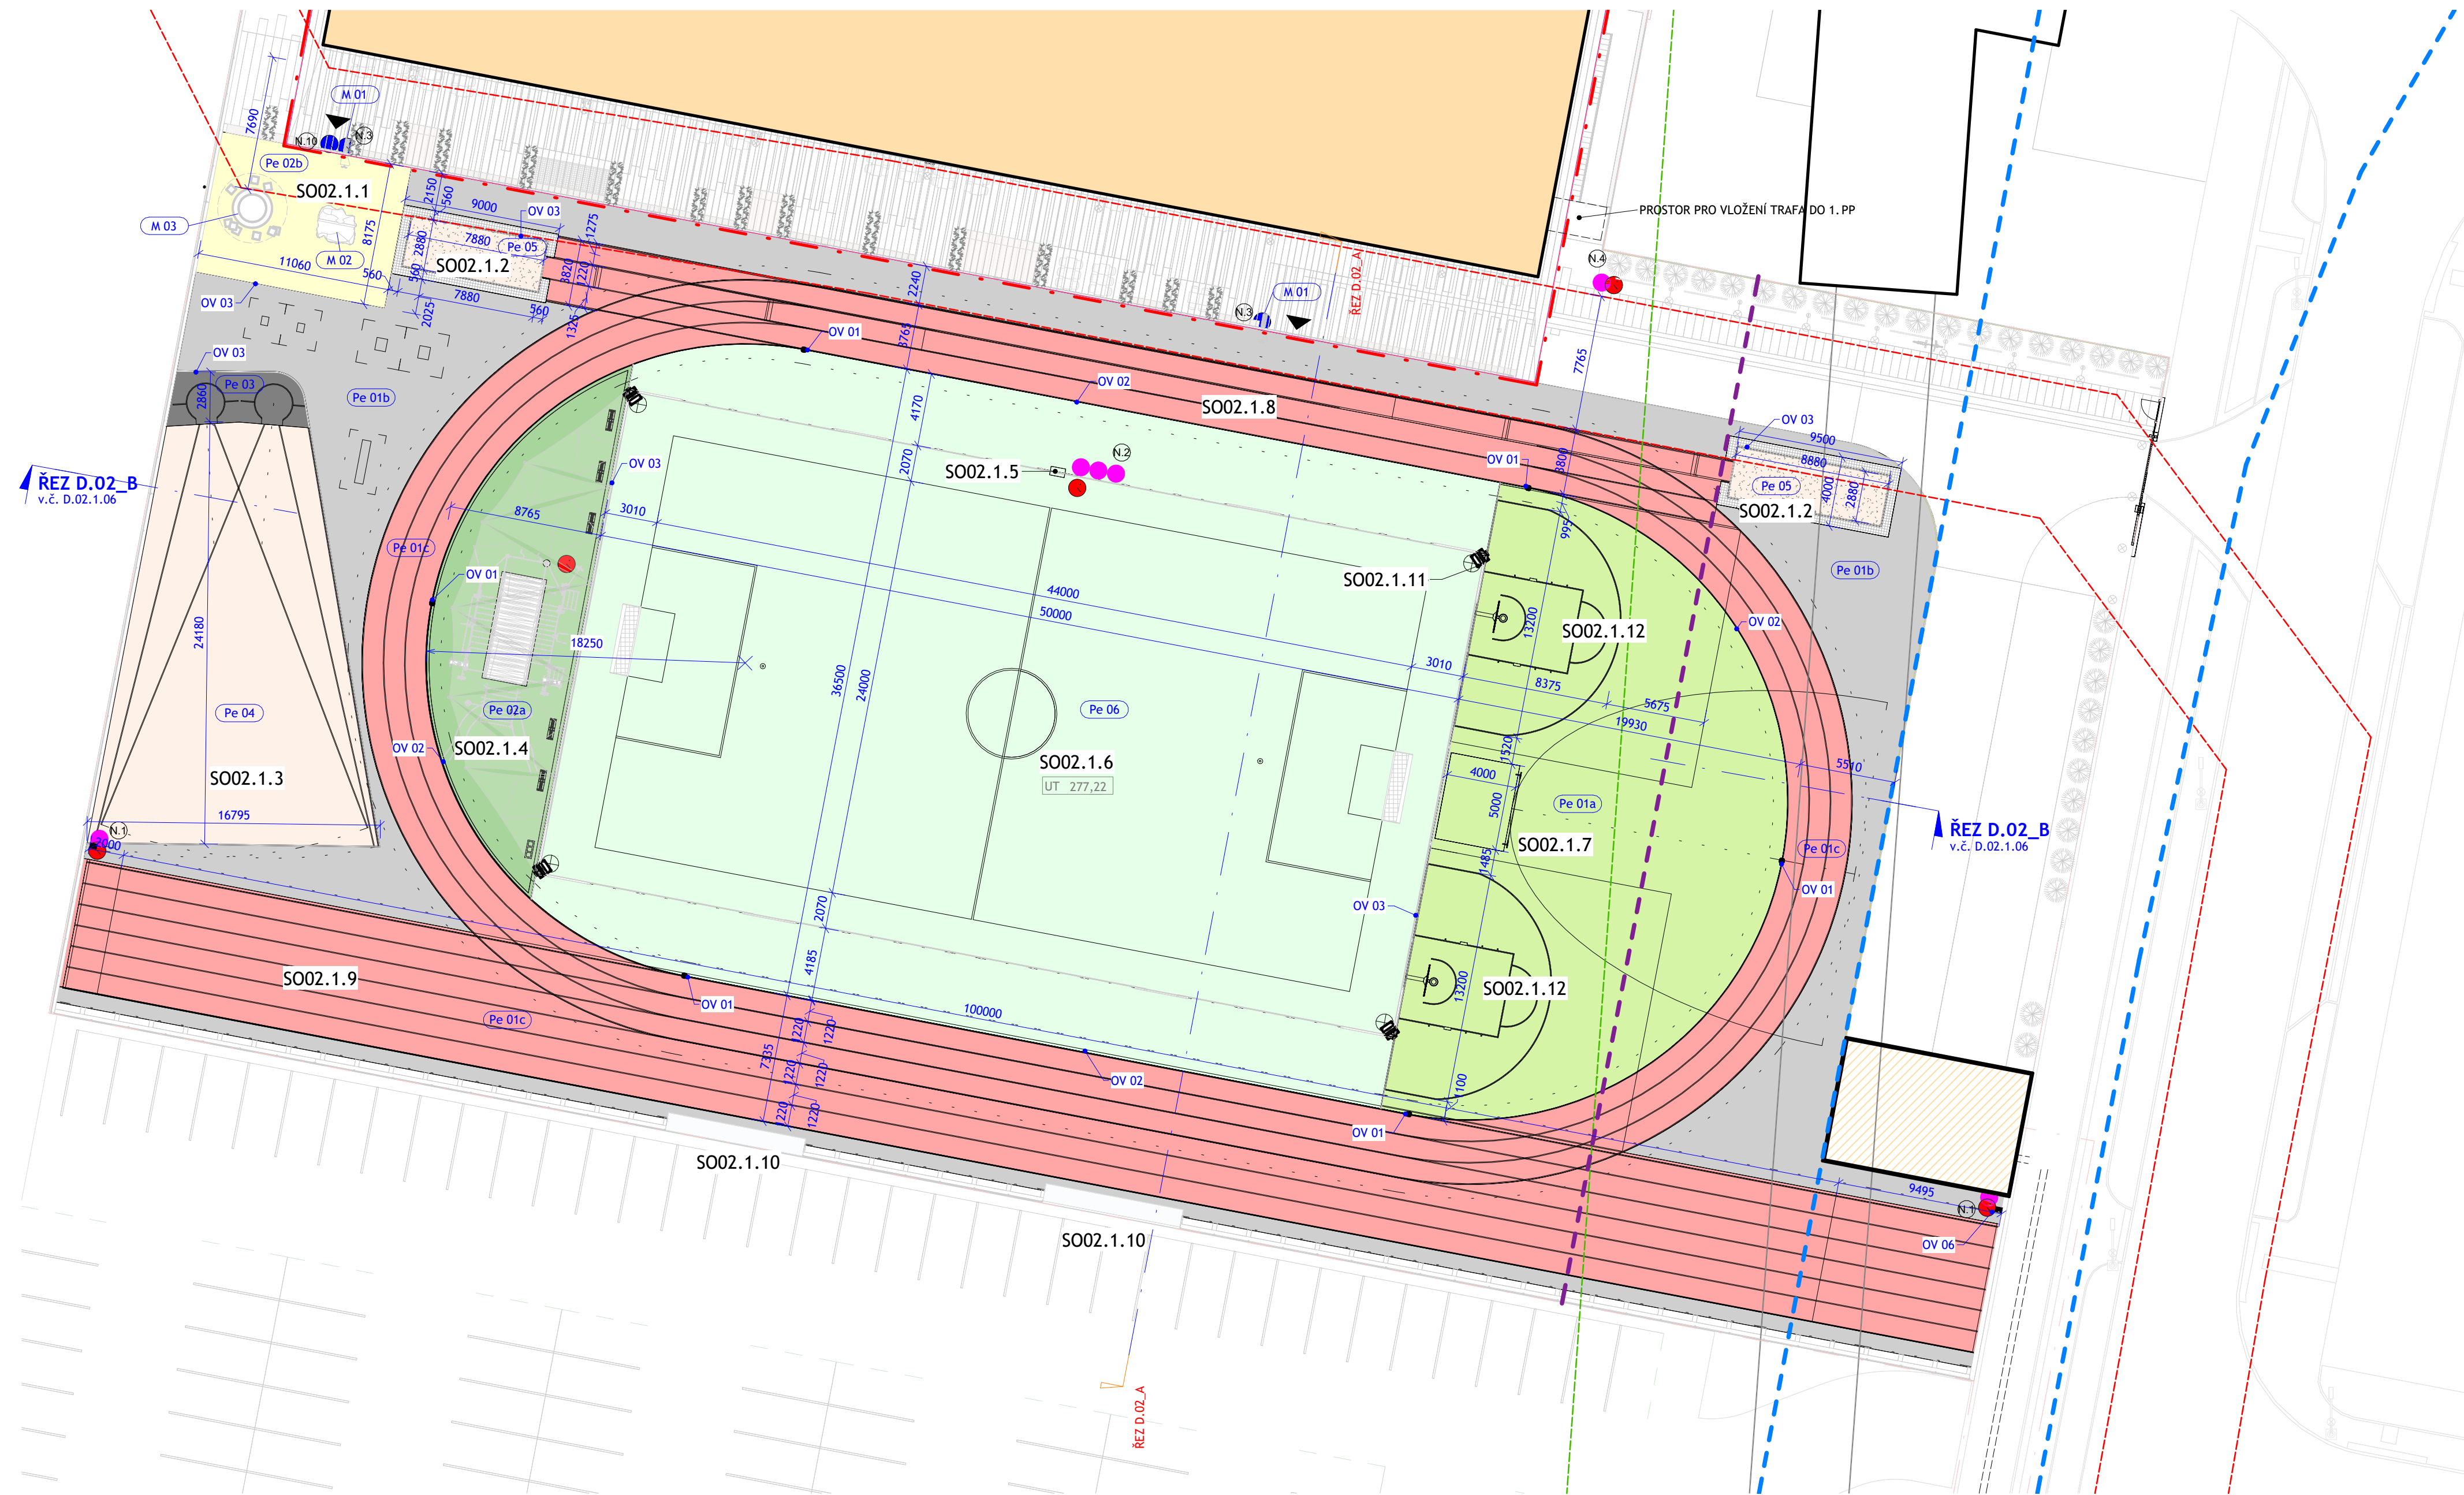 M 01
7690
N.10
N.3
Pe 02b
SO02.1.1
2150
560
9000
OV 03
1275
M 03
8175
2880
7880
Pe 05
M 02
SO02.1.2
3820
1220
11060
560
560
7880
OV 03
2025
560
1325
2240
3765
OV 01
M 01
N.3
ŘEZ D.02_A
PROSTOR PRO VLOŽENÍ TRAFA DO 1. PP
N.4
7765
OV 03
Pe 03
2860
Pe 01b
4170
OV 02
SO02.1.8
OV 03
9500
8880
Pe 05
4000
2880
SO02.1.2
N.2
SO02.1.5
2070
OV 01
3800
995
OV 03
ŘEZ D.02_B
v.č. D.02.1.06
8765
3010
Pe 01c
OV 01
44000
50000
SO02.1.11
Pe 01b
13200
SO02.1.12
OV 02
24180
18250
36500
24000
3010
8375
5675
19930
Pe 04
Pe 02a
Pe 06
OV 02
SO02.1.4
SO02.1.6
UT 277,22
1520
5510
SO02.1.3
4000
5000
Pe 01a
16795
N.1
2000
ŘEZ D.02_B
v.č. D.02.1.06
SO02.1.7
Pe 01c
1485
OV 01
OV 03
2070
4185
SO02.1.9
13200
SO02.1.12
OV 01
100000
Pe 01c
1220
1220
7335
1220
1220
OV 02
1220
1220
1100
OV 01
SO02.1.10
9495
N.1
SO02.1.10
OV 06
ŘEZ D.02_A